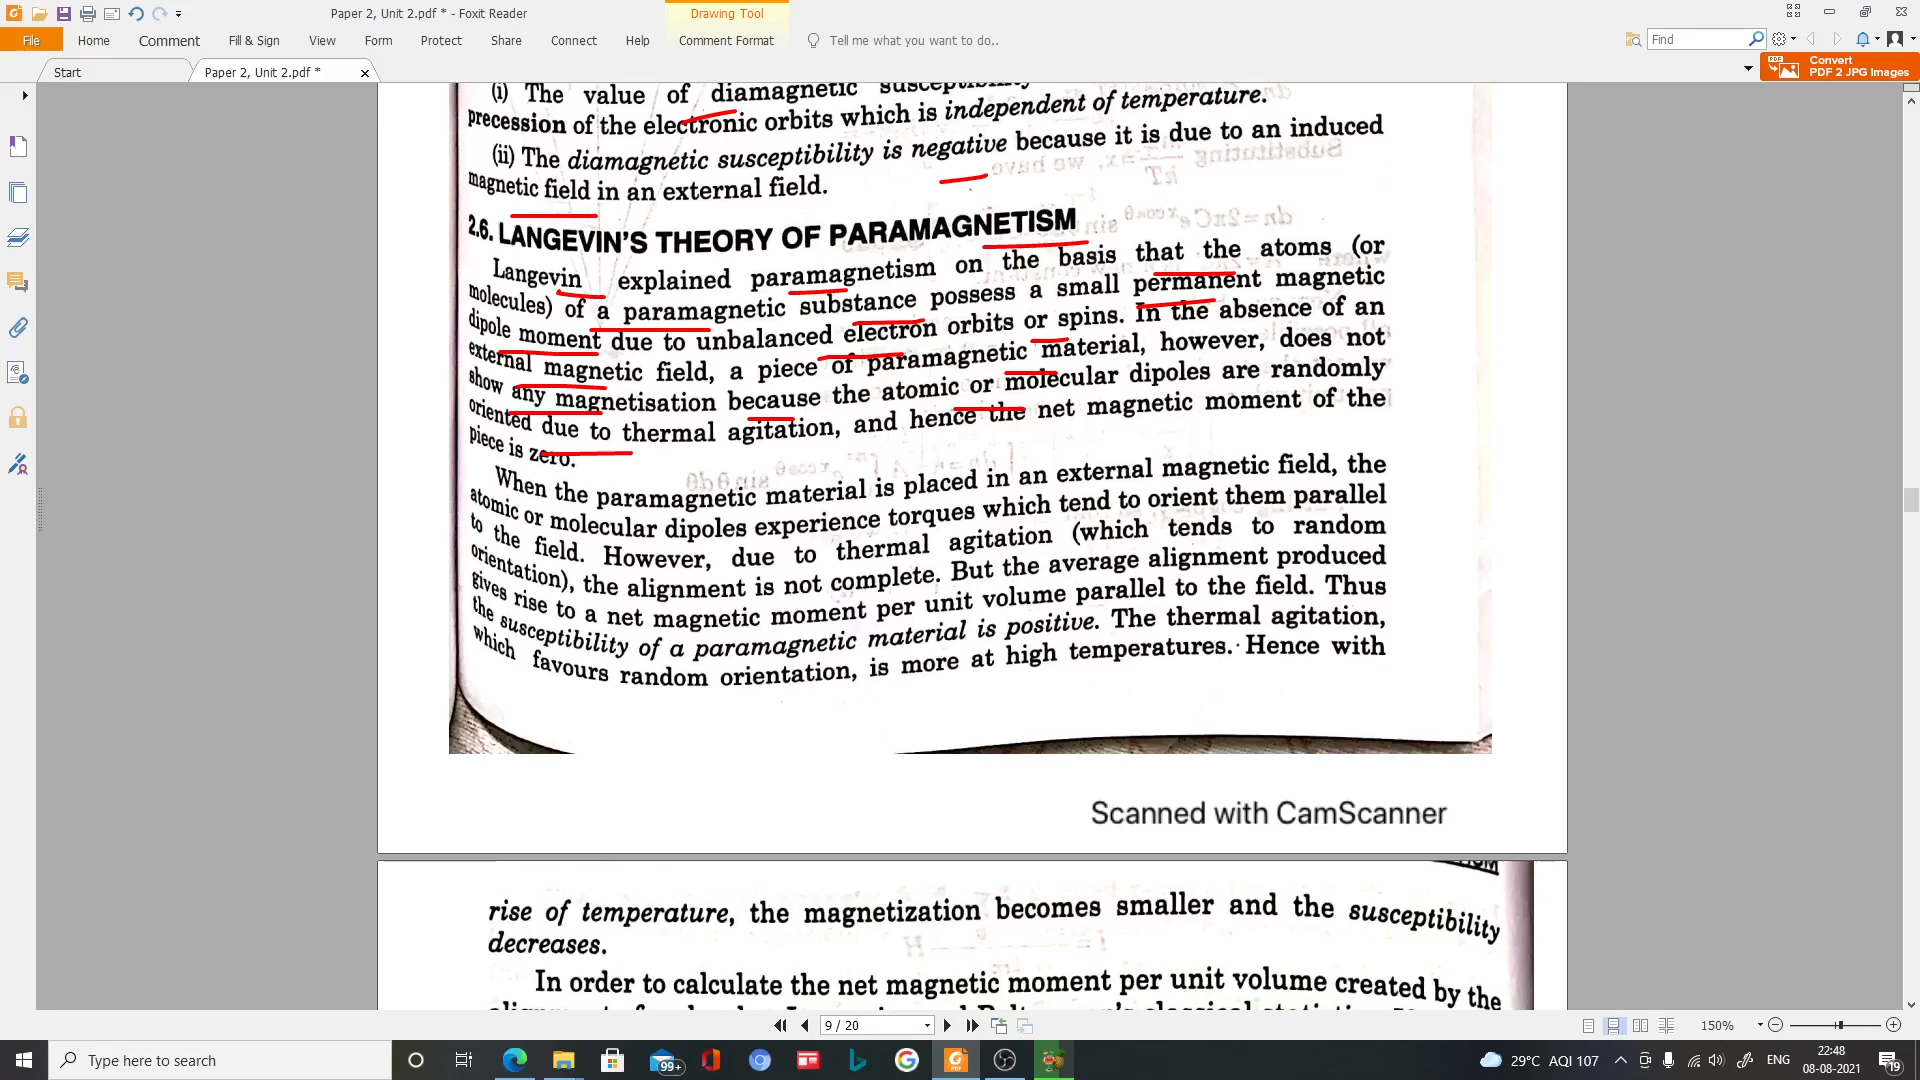 Paper 2, Unit 2.pdf * - Foxit Reader
Drawing Tool
File Home Comment Fill & Sign View Form Protect Share Connect Help Comment Format Tell me what you want to do.. Find
Start Paper 2, Unit 2.pdf *
Convert
PDF 2 JPG Images
(i) The value of diamagnetic
precession of the electronic orbits which is independent of temperature.
(ii) The diamagnetic susceptibility is negative because it is due to an induced
magnetic field in an external field.
2.6. LANGEVIN'S THEORY OF PARAMAGNETISM
Langevin explained paramagnetism on the basis that the atoms (or
molecules) of a paramagnetic substance possess a small permanent magnetic
dipole moment due to unbalanced electron orbits or spins. In the absence of an
external magnetic field, a piece of paramagnetic material, however, does not
show any magnetisation because the atomic or molecular dipoles are randomly
oriented due to thermal agitation, and hence the net magnetic moment of the
piece is zero.
When the paramagnetic material is placed in an external magnetic field, the
atomic or molecular dipoles experience torques which tend to orient them parallel
to the field. However, due to thermal agitation (which tends to random
orientation), the alignment is not complete. But the average alignment produced
gives rise to a net magnetic moment per unit volume parallel to the field. Thus
the susceptibility of a paramagnetic material is positive. The thermal agitation,
which favours random orientation, is more at high temperatures. Hence with
Scanned with CamScanner
rise of temperature, the magnetization becomes smaller and the susceptibility
decreases.
In order to calculate the net magnetic moment per unit volume created by the
9 / 20
150%
Type here to search
99+
29°C AQI 107
ENG
22:48
08-08-2021
19